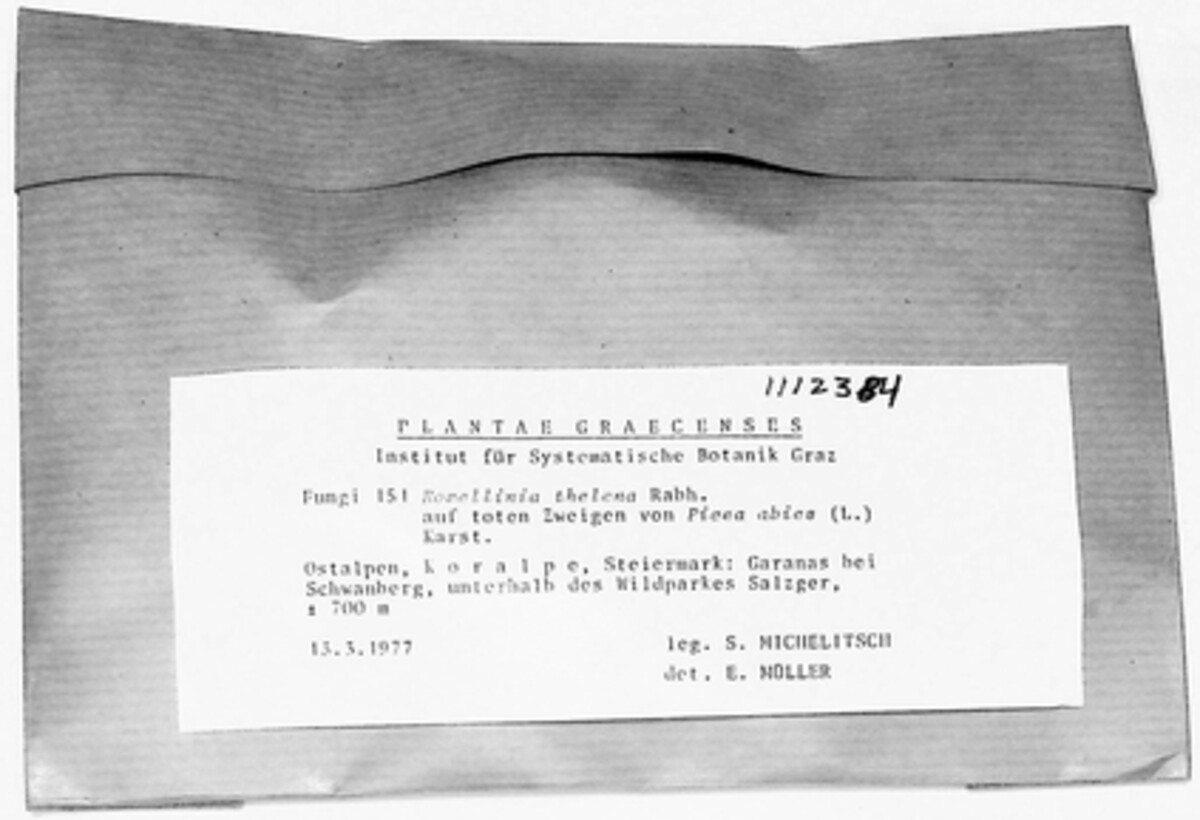 1112384
PLANTAE GRAECENSES
Institut für Systematische Botanik Graz
Fungi 151 Rosellinia thelena Rabh.
auf toten Zweigen von Picea abies (L.)
Karst.
Ostalpen, Koralpe, Steiermark: Garanas bei
Schwanberg, unterhalb des Wildparkes Salzger,
± 700 m
13.3.1977
leg. S. MICHELITSCH
det. E. MÜLLER